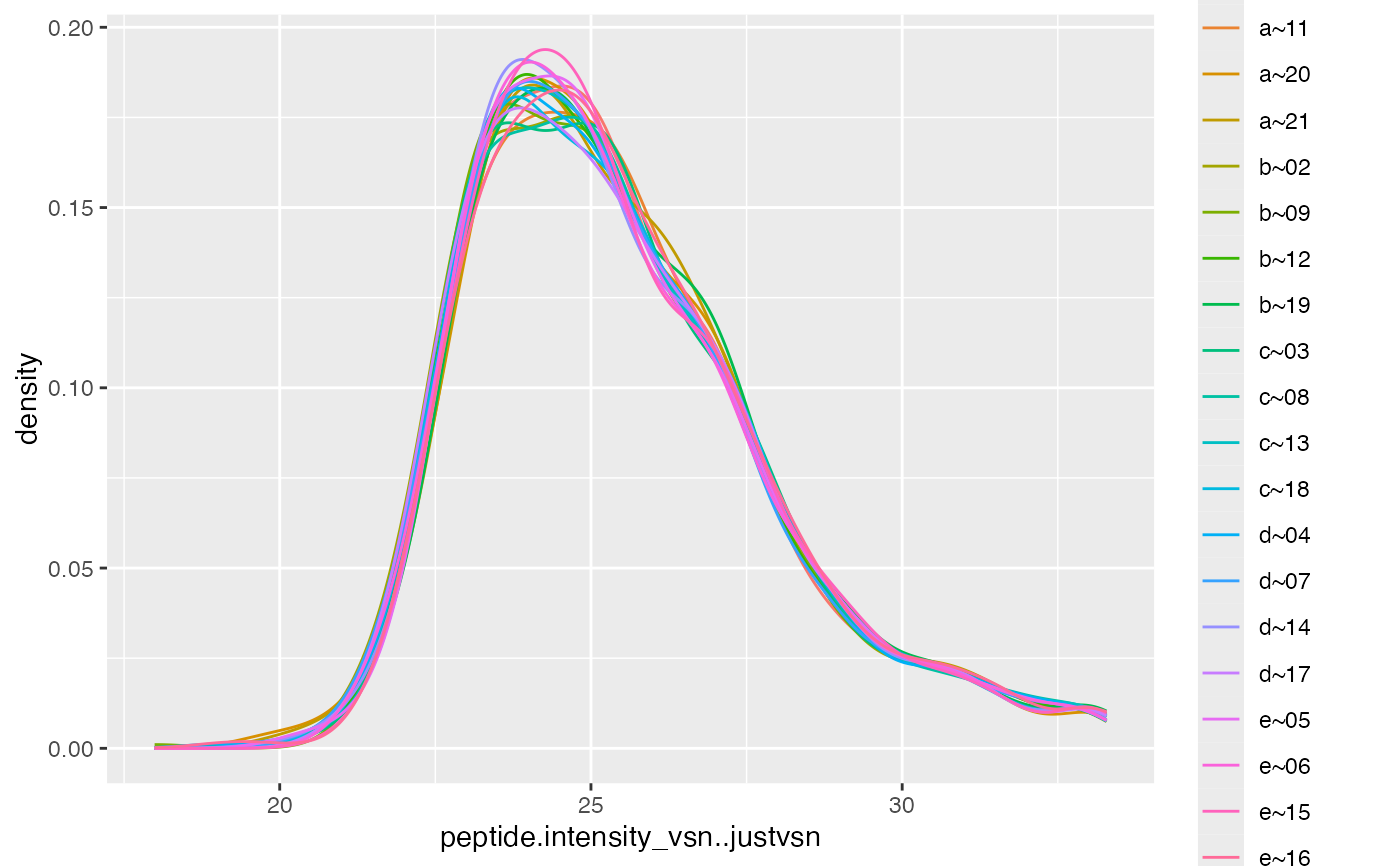 density
0.20
0.15
0.10
0.05
0.00
20
25
30
peptide.intensity_vsn..justvsn
a~11
a~20
a~21
b~02
b~09
b~12
b~19
c~03
c~08
c~13
c~18
d~04
d~07
d~14
d~17
e~05
e~06
e~15
e~16